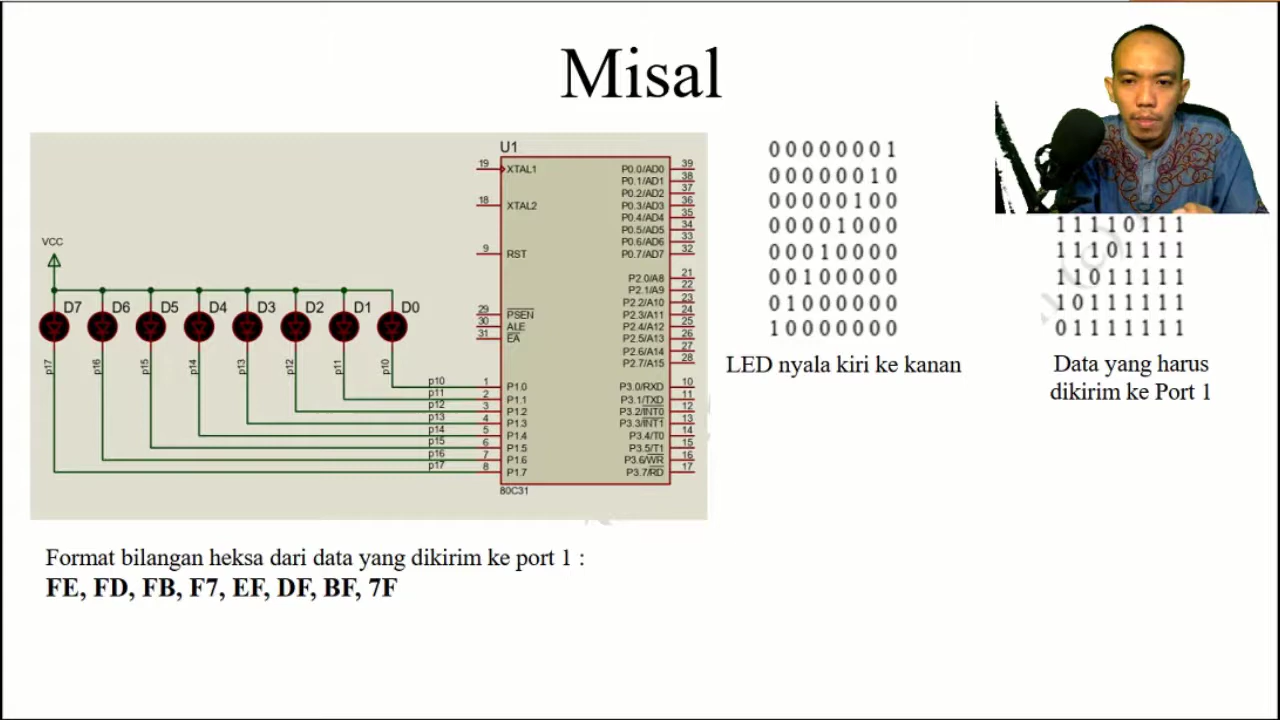 Misal
U1
19 XTAL1
18 XTAL2
9 RST
29 PSEN
30 ALE
31 EA
P0.0/AD0 39
P0.1/AD1 38
P0.2/AD2 37
P0.3/AD3 36
P0.4/AD4 35
P0.5/AD5 34
P0.6/AD6 33
P0.7/AD7 32
P2.0/A8 21
P2.1/A9 22
P2.2/A10 23
P2.3/A11 24
P2.4/A12 25
P2.5/A13 26
P2.6/A14 27
P2.7/A15 28
VCC
D7 D6 D5 D4 D3 D2 D1 D0
p17 p16 p15 p14 p13 p12 p11 p10
p10 1 P1.0
p11 2 P1.1
p12 3 P1.2
p13 4 P1.3
p14 5 P1.4
p15 6 P1.5
p16 7 P1.6
p17 8 P1.7
P3.0/RXD 10
P3.1/TXD 11
P3.2/INT0 12
P3.3/INT1 13
P3.4/T0 14
P3.5/T1 15
P3.6/WR 16
P3.7/RD 17
80C31
0 0 0 0 0 0 0 1
0 0 0 0 0 0 1 0
0 0 0 0 0 1 0 0
0 0 0 0 1 0 0 0
0 0 0 1 0 0 0 0
0 0 1 0 0 0 0 0
0 1 0 0 0 0 0 0
1 0 0 0 0 0 0 0
LED nyala kiri ke kanan
1 1 1 1 0 1 1 1
1 1 1 0 1 1 1 1
1 1 0 1 1 1 1 1
1 0 1 1 1 1 1 1
0 1 1 1 1 1 1 1
Data yang harus
dikirim ke Port 1
Format bilangan heksa dari data yang dikirim ke port 1 :
FE, FD, FB, F7, EF, DF, BF, 7F